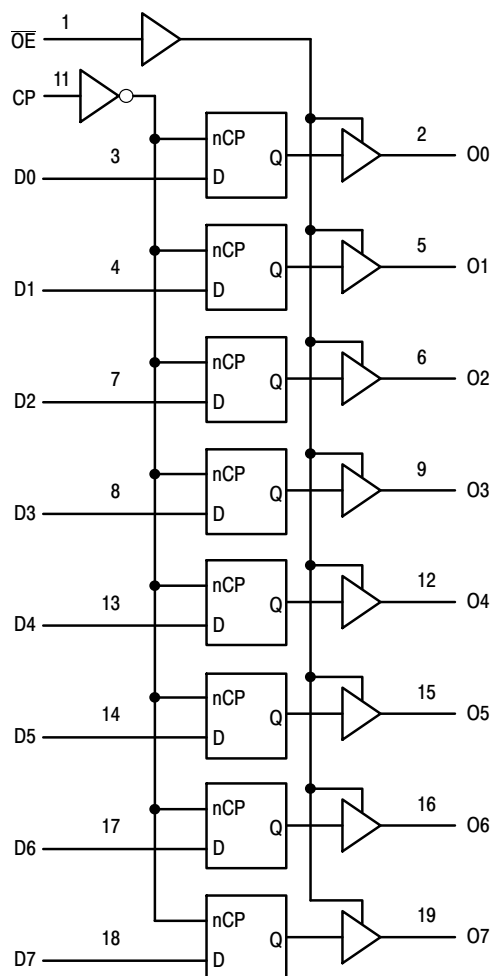 OE 1
CP 11
nCP
D0 3 D Q 2 O0
nCP
D1 4 D Q 5 O1
nCP
D2 7 D Q 6 O2
nCP
D3 8 D Q 9 O3
nCP
D4 13 D Q 12 O4
nCP
D5 14 D Q 15 O5
nCP
D6 17 D Q 16 O6
nCP
D7 18 D Q 19 O7